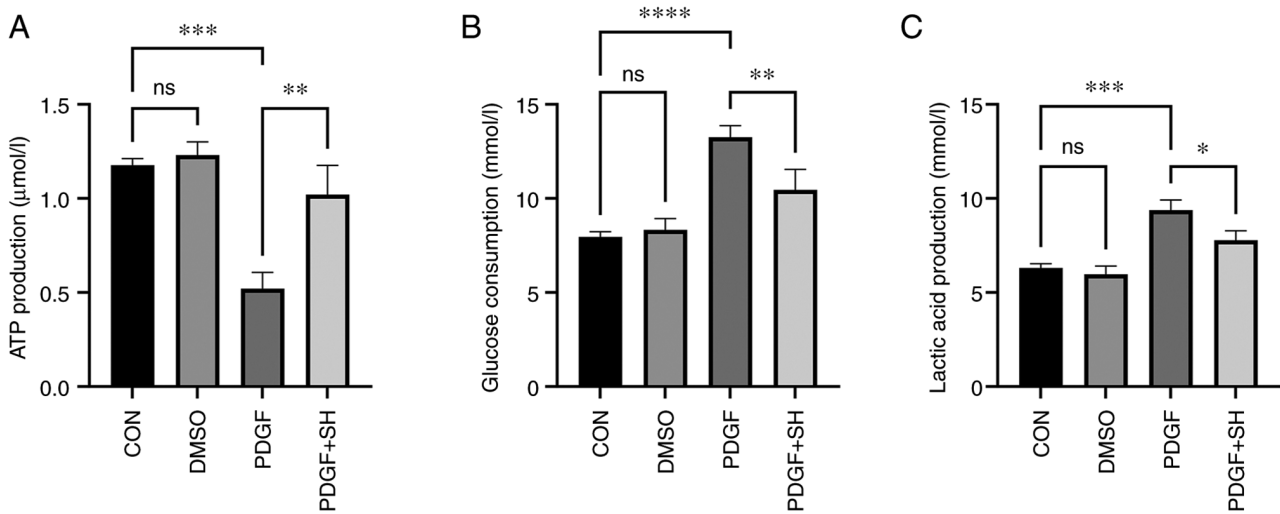 A
***
ns
**
ATP production (μmol/l)
1.5
1.0
0.5
0.0
CON
DMSO
PDGF
PDGF+SH
B
****
ns
**
Glucose consumption (mmol/l)
15
10
5
0
CON
DMSO
PDGF
PDGF+SH
C
***
ns
*
Lactic acid production (mmol/l)
15
10
5
0
CON
DMSO
PDGF
PDGF+SH